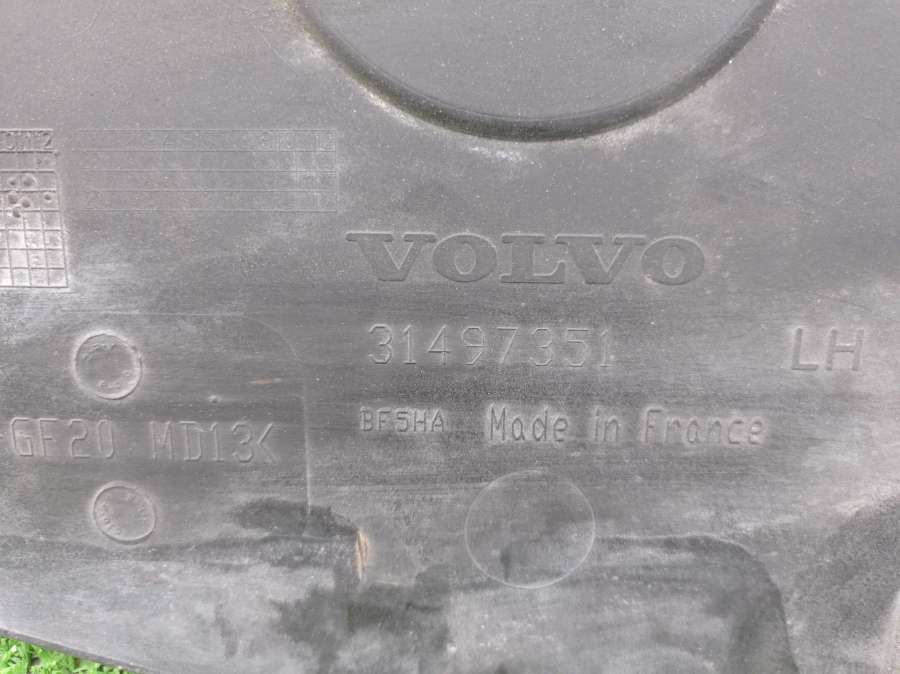 VOLVO
31497351 LH
BF5HA Made in France
GF20 MD13K